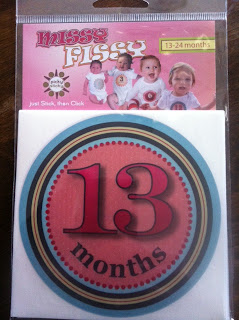 missy
FISSY
13-24 months
just Stick, then Click
13
months